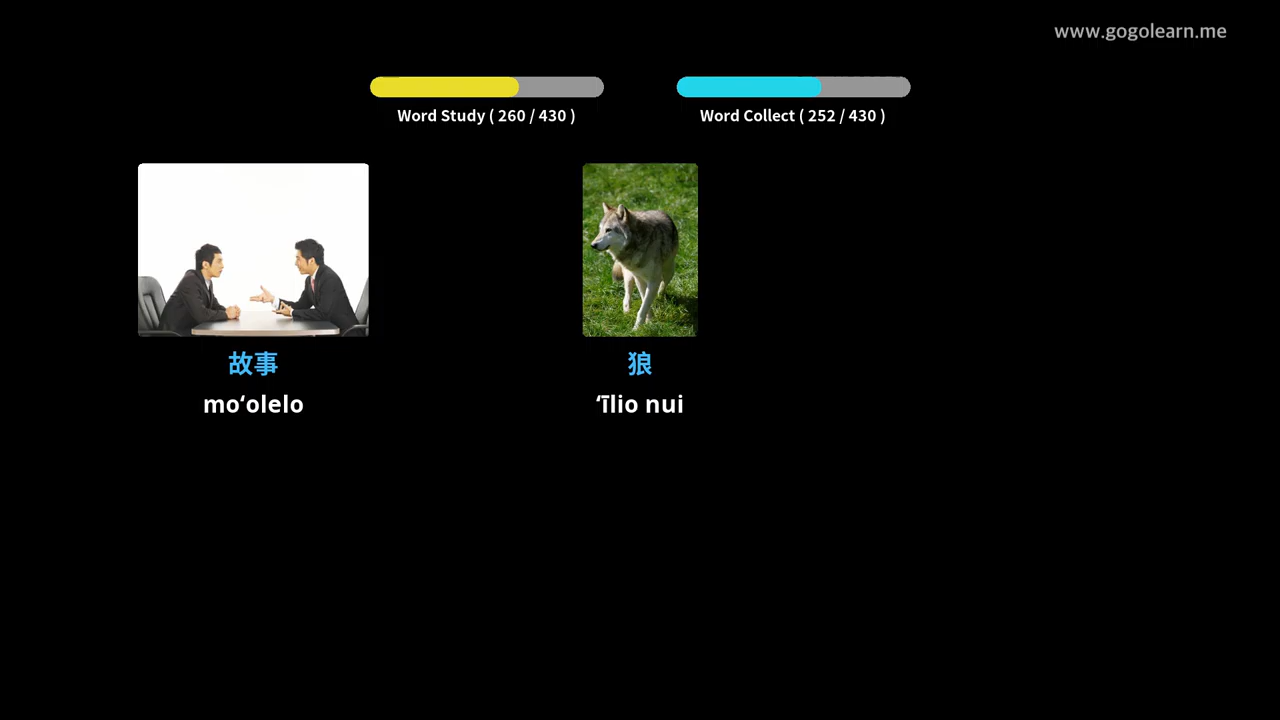 www.gogolearn.me
Word Study ( 260 / 430 )
Word Collect ( 252 / 430 )
故事
moʻolelo
狼
ʻīlio nui